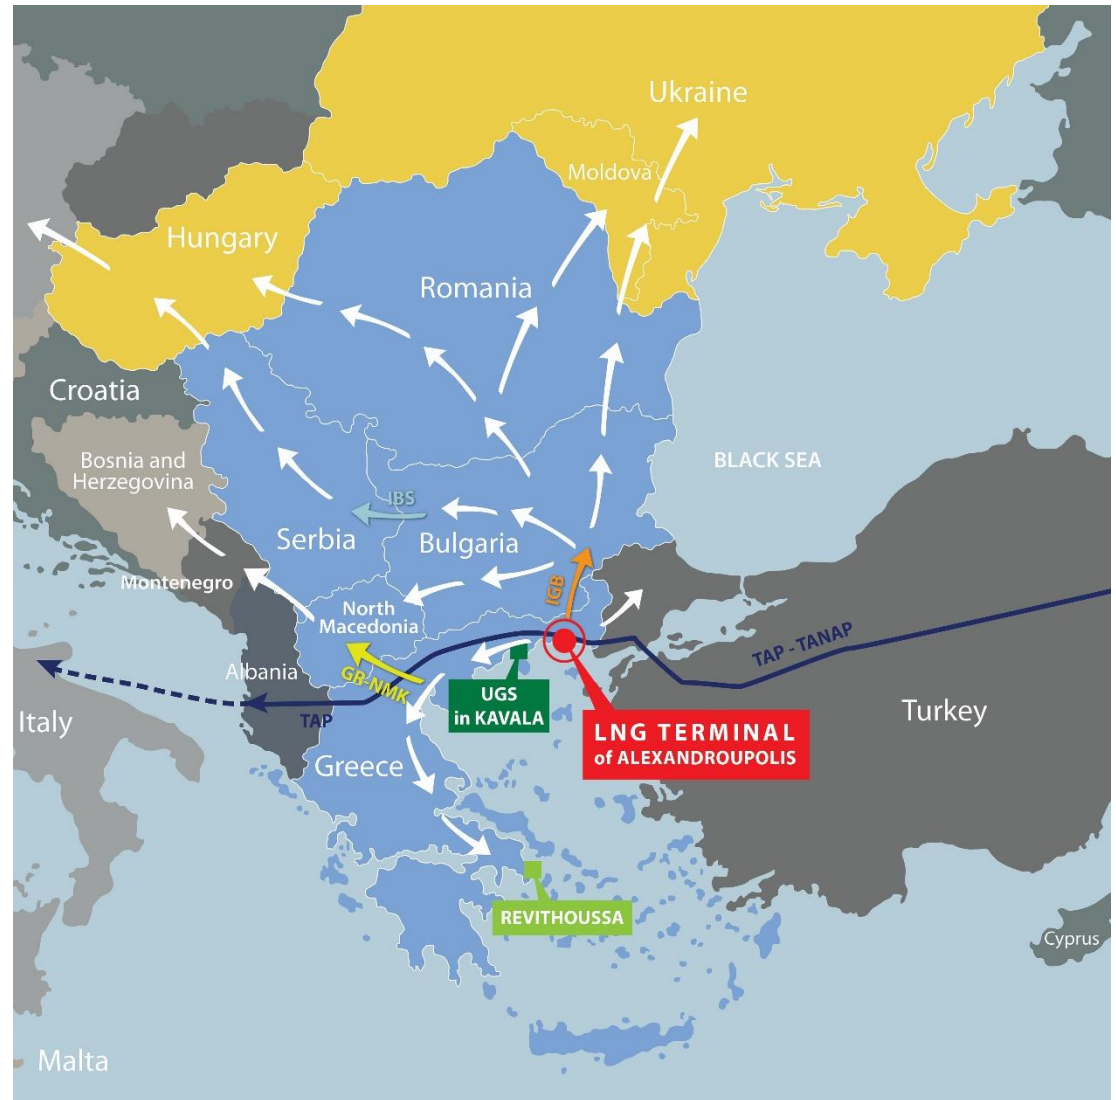 Ukraine
Moldova
Hungary
Romania
Croatia
Bosnia and
Herzegovina
BLACK SEA
IBS
Serbia
Bulgaria
Montenegro
IGB
North
Macedonia
TAP - TANAP
Albania
GR-NMK
UGS
in KAVALA
TAP
Italy
Turkey
LNG TERMINAL
of ALEXANDROUPOLIS
Greece
REVITHOUSSA
Cyprus
Malta